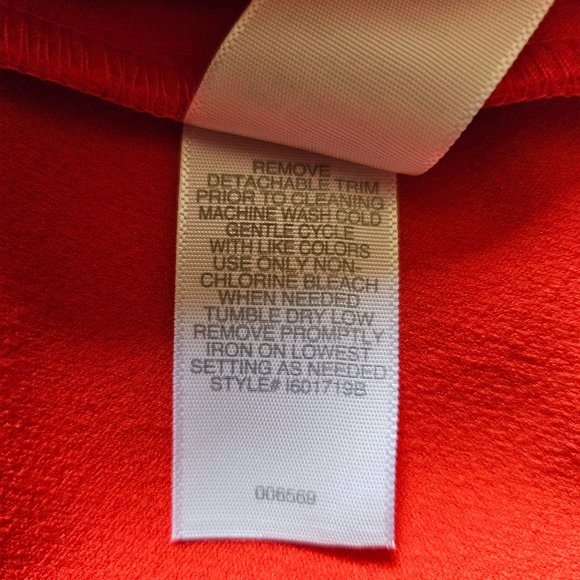 REMOVE
DETACHABLE TRIM
PRIOR TO CLEANING
MACHINE WASH COLD
GENTLE CYCLE
WITH LIKE COLORS
USE ONLY NON-
CHLORINE BLEACH
WHEN NEEDED
TUMBLE DRY LOW
REMOVE PROMPTLY
IRON ON LOWEST
SETTING AS NEEDED
STYLE# I601719B
006569